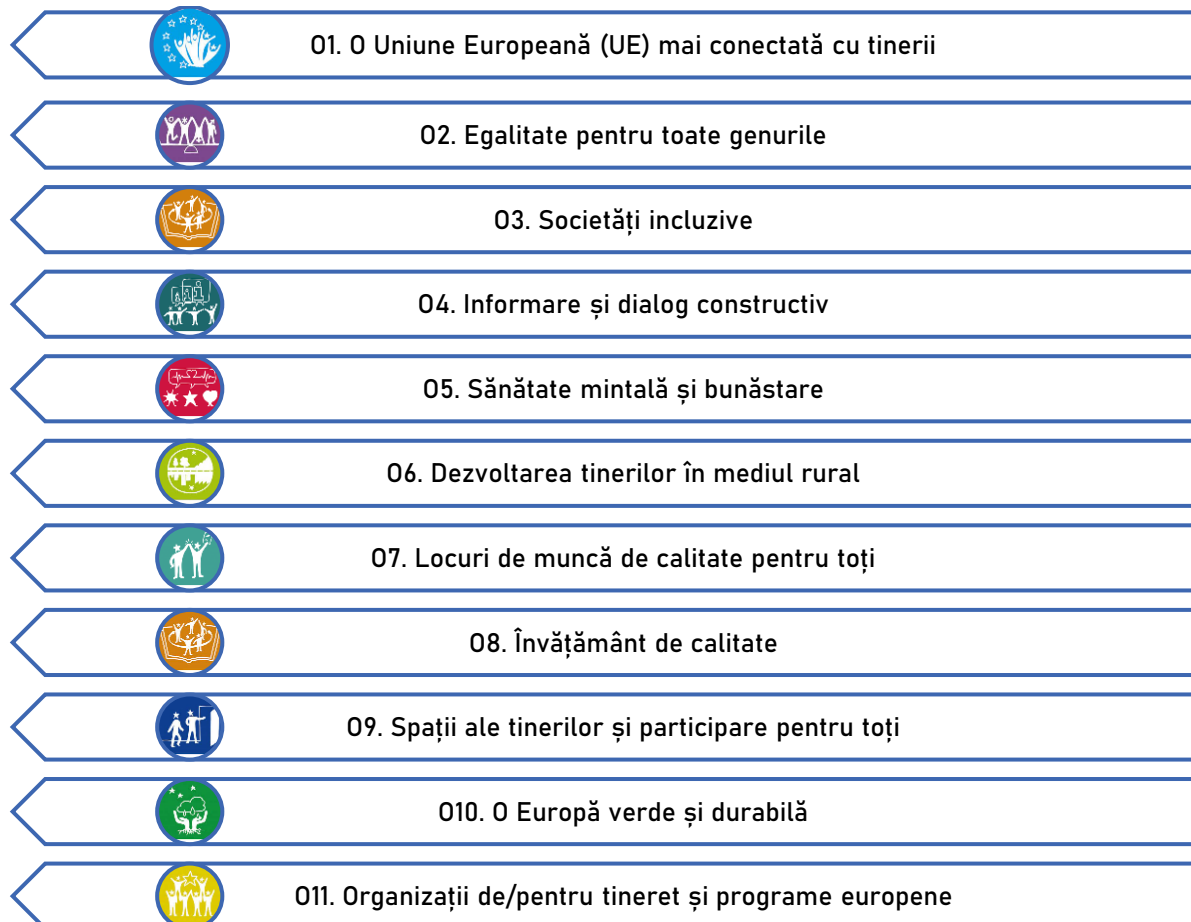 O1. O Uniune Europeană (UE) mai conectată cu tinerii
O2. Egalitate pentru toate genurile
O3. Societăți incluzive
O4. Informare și dialog constructiv
O5. Sănătate mintală și bunăstare
O6. Dezvoltarea tinerilor în mediul rural
O7. Locuri de muncă de calitate pentru toți
O8. Învățământ de calitate
O9. Spații ale tinerilor și participare pentru toți
O10. O Europă verde și durabilă
O11. Organizații de/pentru tineret și programe europene